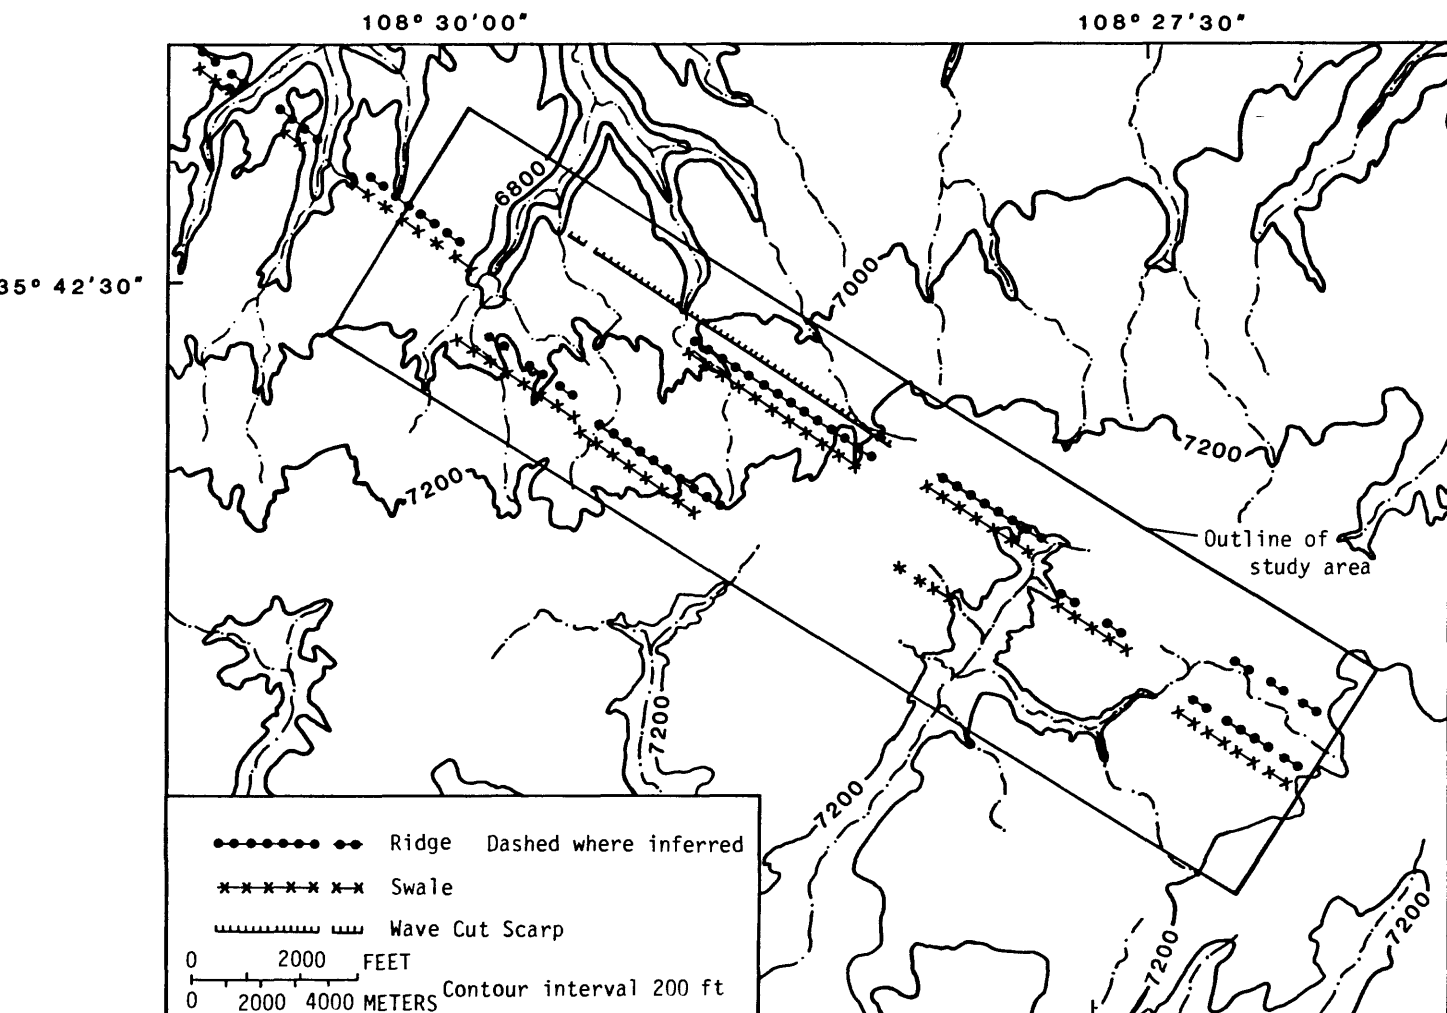 108° 30'00"
108° 27'30"
6800
35° 42'30"
7000
7200
7200
Outline of
study area
7200
7200
7200
7200
Ridge Dashed where inferred
Swale
Wave Cut Scarp
0 2000 FEET
0 2000 4000 METERS
Contour interval 200 ft